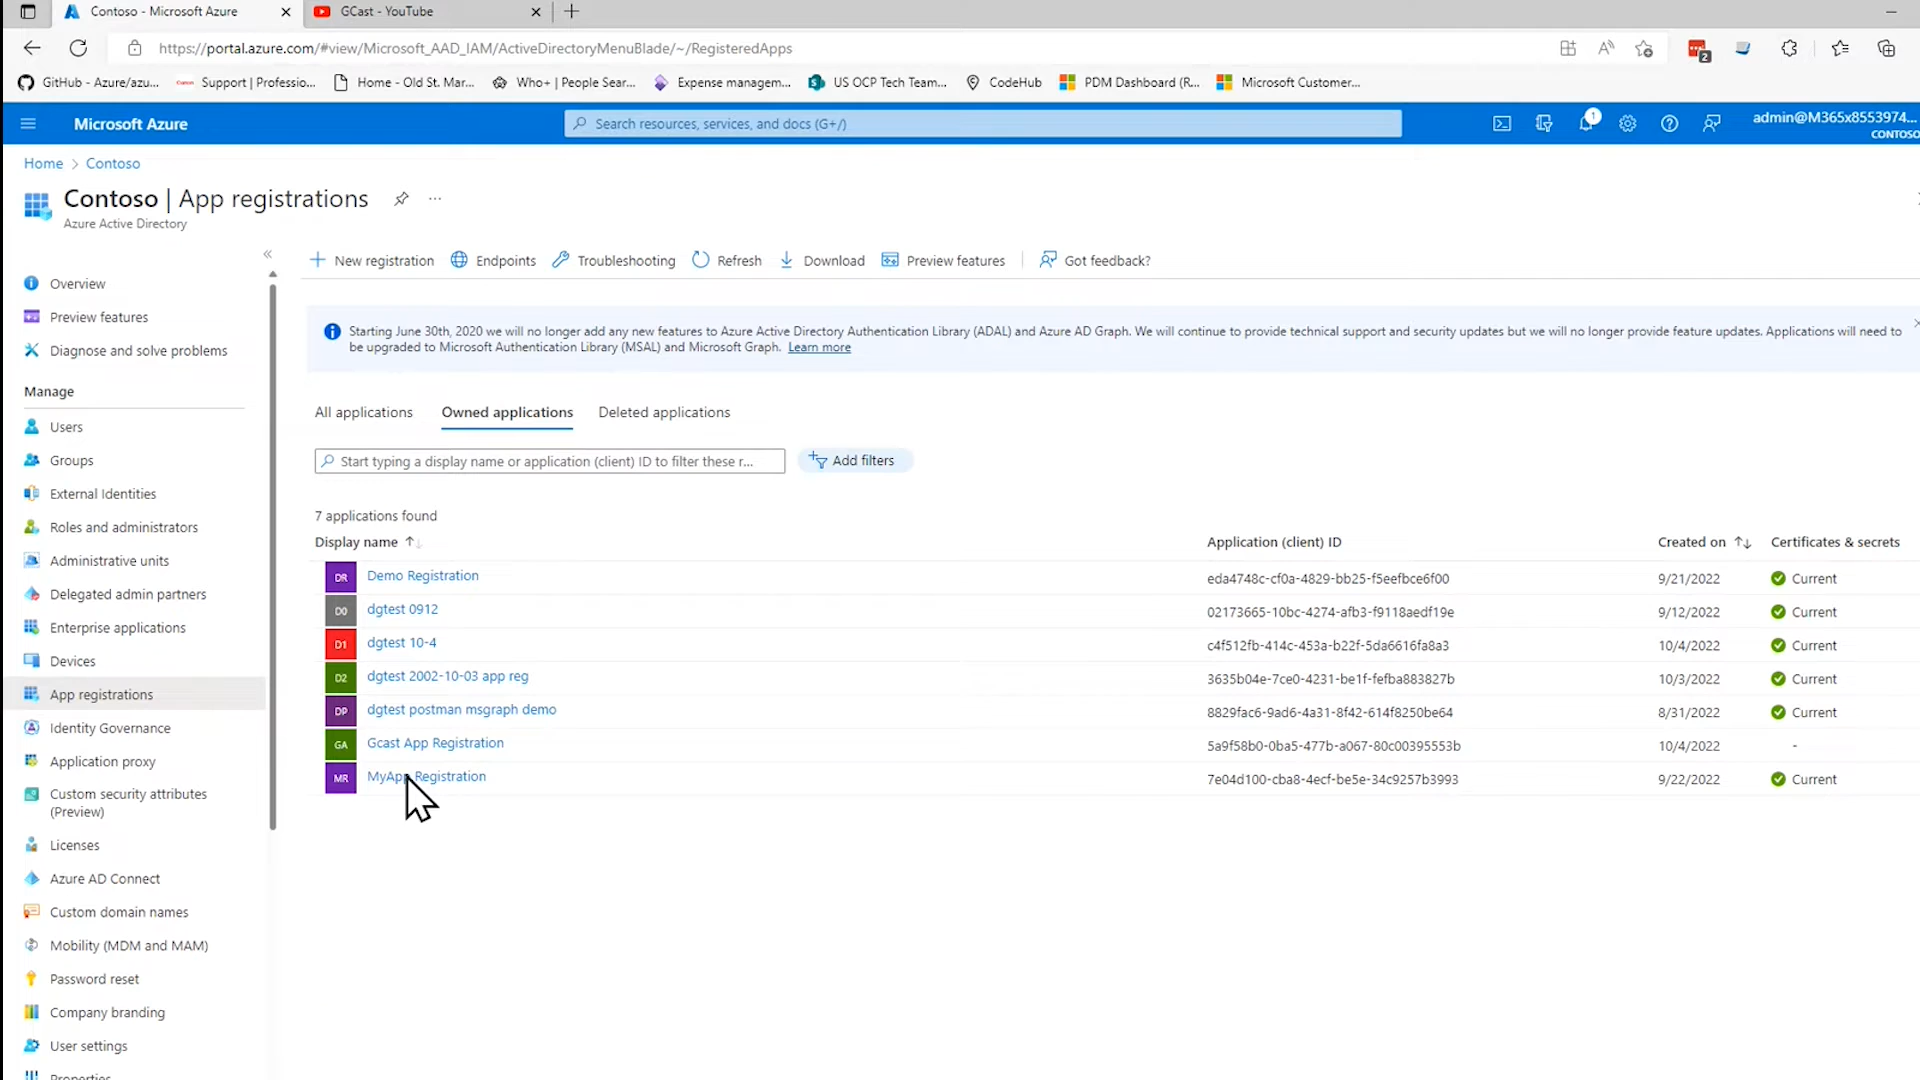 Contoso - Microsoft Azure
GCast - YouTube
https://portal.azure.com/#view/Microsoft_AAD_IAM/ActiveDirectoryMenuBlade/~/RegisteredApps
2
GitHub - Azure/azu...
Support | Professio...
Home - Old St. Mar...
Who+ | People Sear...
Expense managem...
US OCP Tech Team...
CodeHub
PDM Dashboard (R...
Microsoft Customer...
Microsoft Azure
Search resources, services, and docs (G+/)
1
admin@M365x8553974...
CONTOSO
Home > Contoso
Contoso | App registrations
Azure Active Directory
Overview
Preview features
Diagnose and solve problems
Manage
Users
Groups
External Identities
Roles and administrators
Administrative units
Delegated admin partners
Enterprise applications
Devices
App registrations
Identity Governance
Application proxy
Custom security attributes
(Preview)
Licenses
Azure AD Connect
Custom domain names
Mobility (MDM and MAM)
Password reset
Company branding
User settings
Properties
New registration
Endpoints
Troubleshooting
Refresh
Download
Preview features
Got feedback?
Starting June 30th, 2020 we will no longer add any new features to Azure Active Directory Authentication Library (ADAL) and Azure AD Graph. We will continue to provide technical support and security updates but we will no longer provide feature updates. Applications will need to
be upgraded to Microsoft Authentication Library (MSAL) and Microsoft Graph. Learn more
All applications
Owned applications
Deleted applications
Start typing a display name or application (client) ID to filter these r...
Add filters
7 applications found
Display name Application (client) ID Created on Certificates & secrets
DR Demo Registration eda4748c-cf0a-4829-bb25-f5eefbce6f00 9/21/2022 Current
D0 dgtest 0912 02173665-10bc-4274-afb3-f9118aedf19e 9/12/2022 Current
D1 dgtest 10-4 c4f512fb-414c-453a-b22f-5da6616fa8a3 10/4/2022 Current
D2 dgtest 2002-10-03 app reg 3635b04e-7ce0-4231-be1f-fefba883827b 10/3/2022 Current
DP dgtest postman msgraph demo 8829fac6-9ad6-4a31-8f42-614f8250be64 8/31/2022 Current
GA Gcast App Registration 5a9f58b0-0ba5-477b-a067-80c00395553b 10/4/2022 -
MR MyApp Registration 7e04d100-cba8-4ecf-be5e-34c9257b3993 9/22/2022 Current